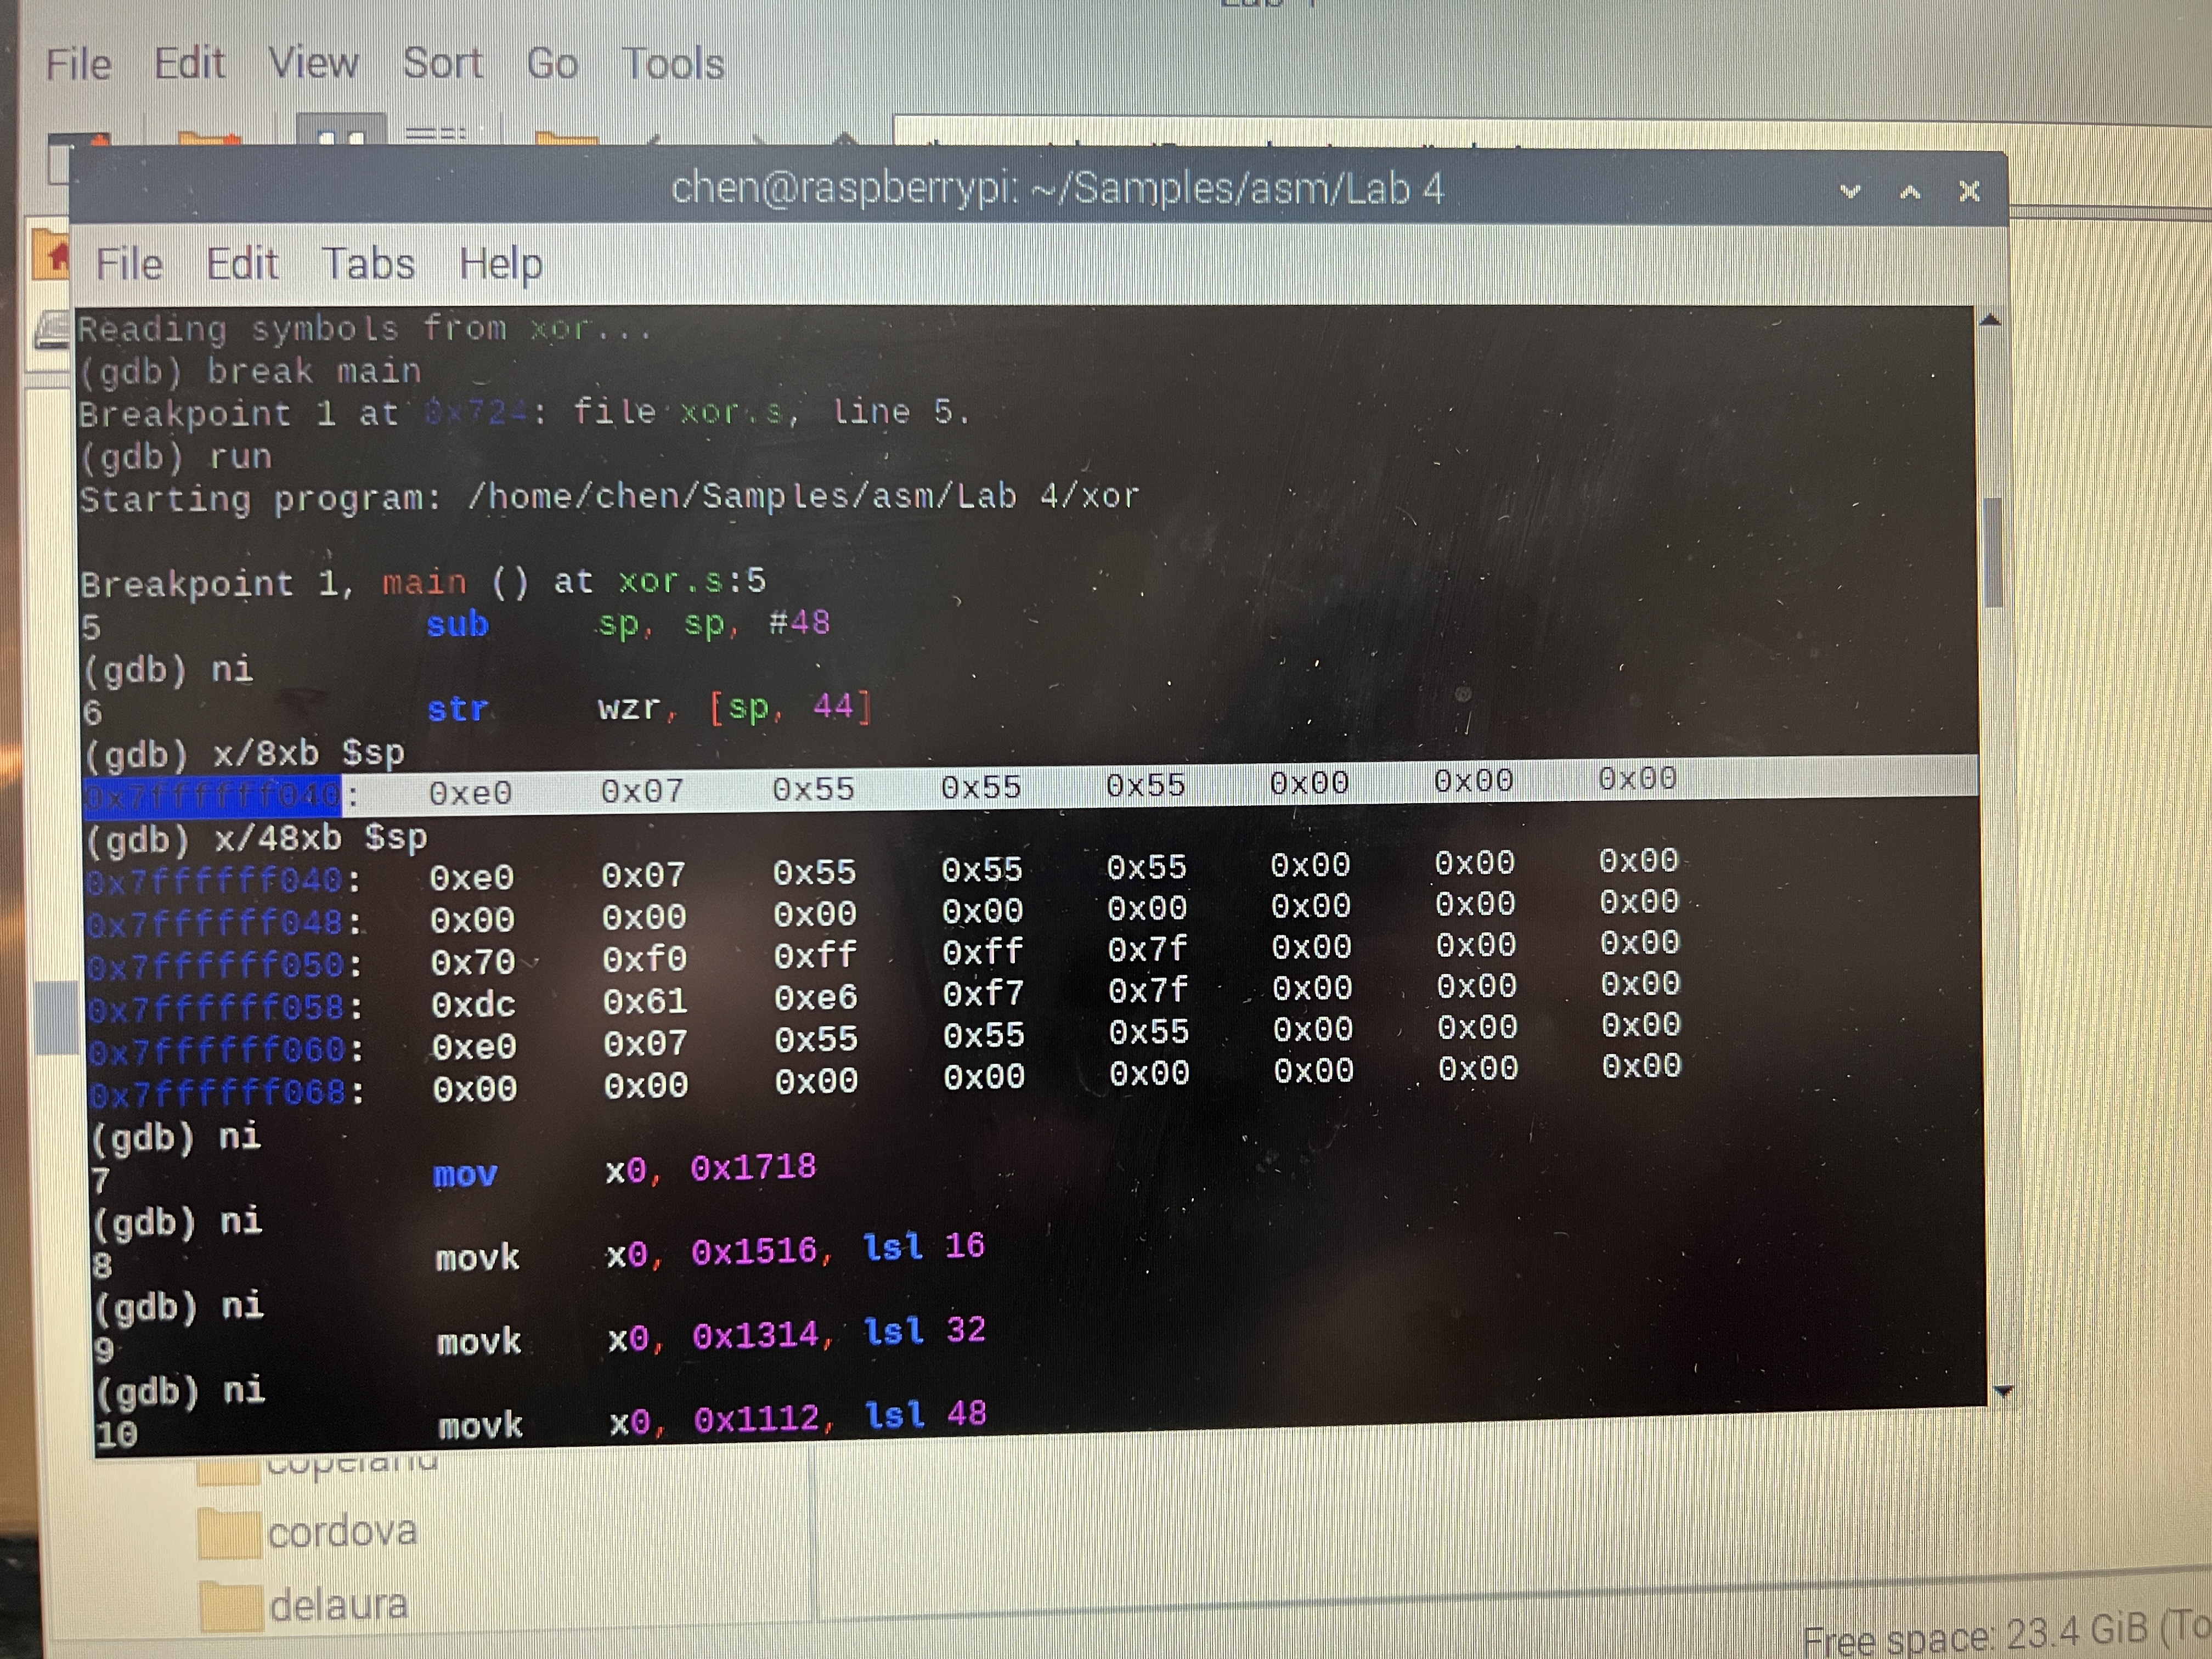 File Edit View Sort Go Tools
chen@raspberrypi: ~/Samples/asm/Lab 4
File Edit Tabs Help
Reading symbols from xor...
(gdb) break main
Breakpoint 1 at 0x724: file xor.s, line 5.
(gdb) run
Starting program: /home/chen/Samples/asm/Lab 4/xor
Breakpoint 1, main () at xor.s:5
5 sub sp, sp, #48
(gdb) ni
6 str wzr, [sp, 44]
(gdb) x/8xb $sp
0x7ffffff040: 0xe0 0x07 0x55 0x55 0x55 0x00 0x00 0x00
(gdb) x/48xb $sp
0x7ffffff040: 0xe0 0x07 0x55 0x55 0x55 0x00 0x00 0x00
0x7ffffff048: 0x00 0x00 0x00 0x00 0x00 0x00 0x00 0x00
0x7ffffff050: 0x70 0xf0 0xff 0xff 0x7f 0x00 0x00 0x00
0x7ffffff058: 0xdc 0x61 0xe6 0xf7 0x7f 0x00 0x00 0x00
0x7ffffff060: 0xe0 0x07 0x55 0x55 0x55 0x00 0x00 0x00
0x7ffffff068: 0x00 0x00 0x00 0x00 0x00 0x00 0x00 0x00
(gdb) ni
7 mov x0, 0x1718
(gdb) ni
8 movk x0, 0x1516, lsl 16
(gdb) ni
9 movk x0, 0x1314, lsl 32
(gdb) ni
10 movk x0, 0x1112, lsl 48
copeland
cordova
delaura
Free space: 23.4 GiB (To